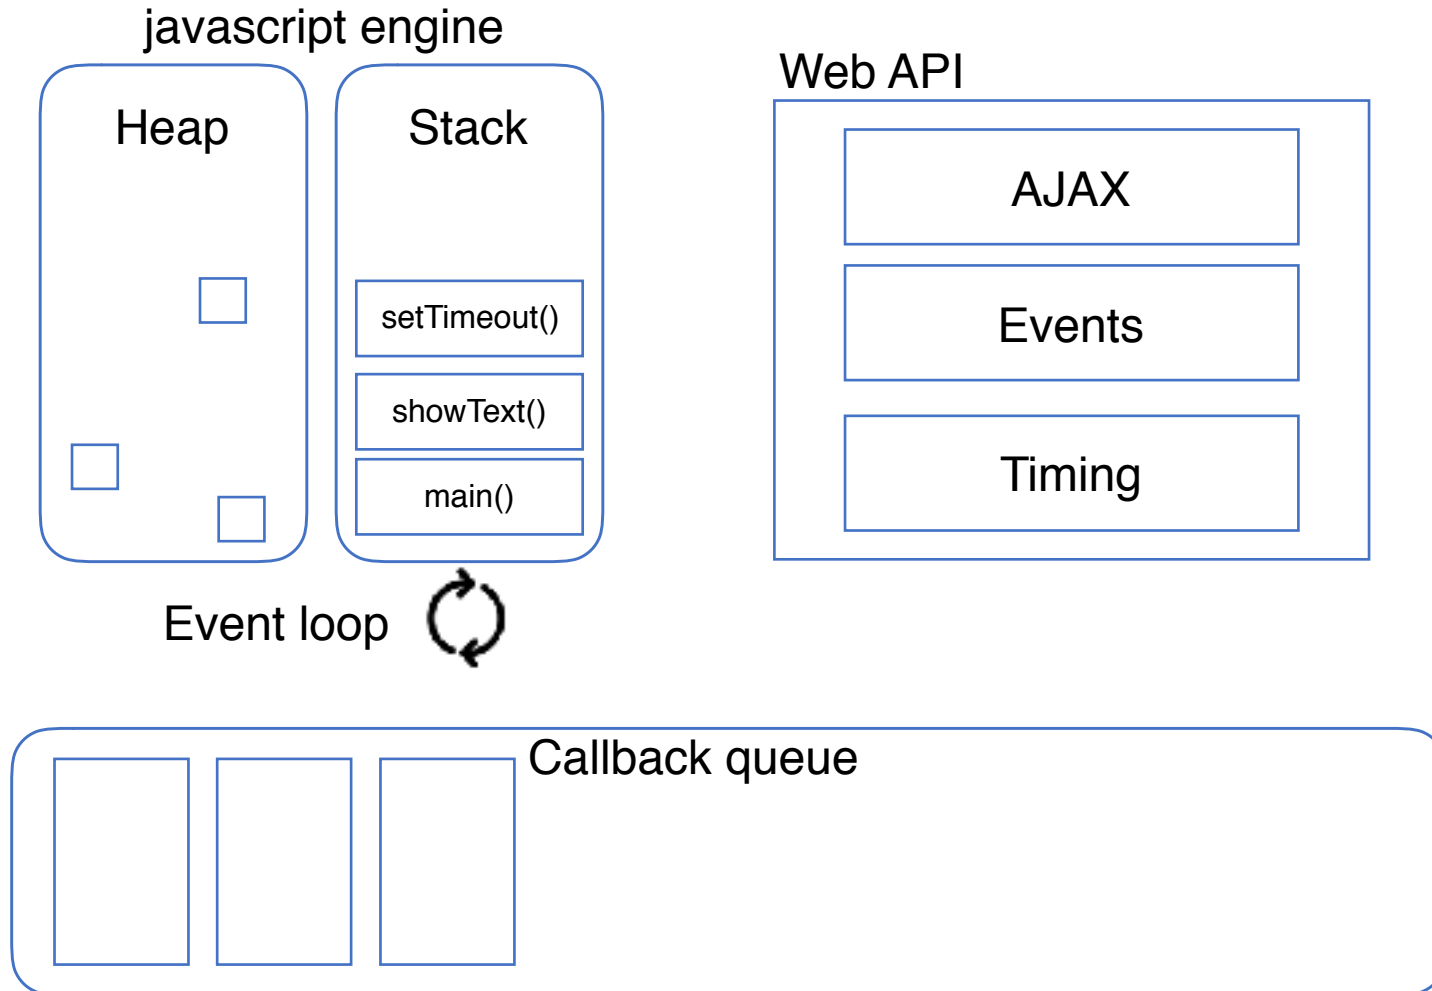 javascript engine
Heap
Stack
setTimeout()
showText()
main()
Web API
AJAX
Events
Timing
Event loop
Callback queue